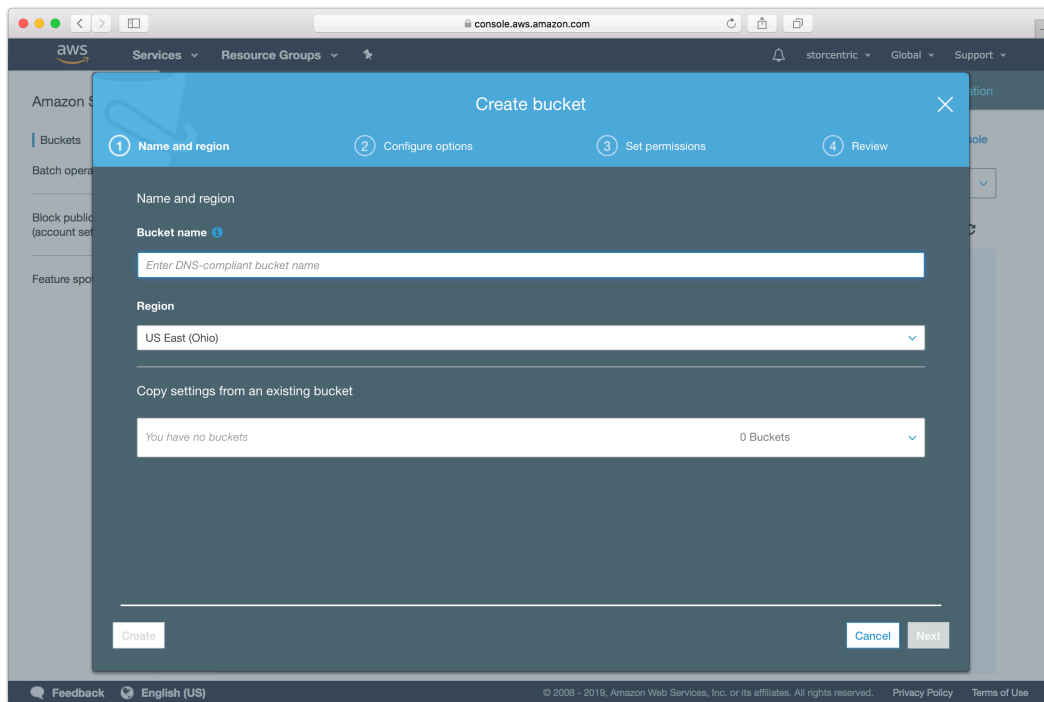 console.aws.amazon.com
aws Services Resource Groups storcentric Global Support
Amazon S
ation
Create bucket
Buckets
sole
1 Name and region 2 Configure options 3 Set permissions 4 Review
Batch opera
Name and region
Block public
(account set
Bucket name i
Enter DNS-compliant bucket name
Feature spot
Region
US East (Ohio)
Copy settings from an existing bucket
You have no buckets 0 Buckets
Create Cancel Next
Feedback English (US) © 2008 - 2019, Amazon Web Services, Inc. or its affiliates. All rights reserved. Privacy Policy Terms of Use